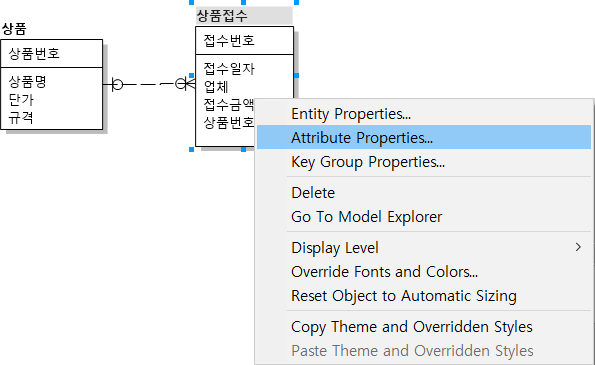 상품
상품번호
상품명
단가
규격
상품접수
접수번호
접수일자
업체
접수금액
상품번호
Entity Properties...
Attribute Properties...
Key Group Properties...
Delete
Go To Model Explorer
Display Level
Override Fonts and Colors...
Reset Object to Automatic Sizing
Copy Theme and Overridden Styles
Paste Theme and Overridden Styles